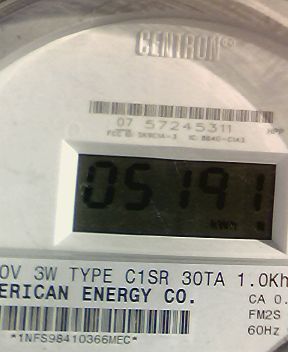 CENTRON®
07 57245311
05191
0V 3W TYPE C1SR 30TA 1.0Kh
ERICAN ENERGY CO.
CA 0.
FM2S
60Hz
*1NFS98410366MEC*